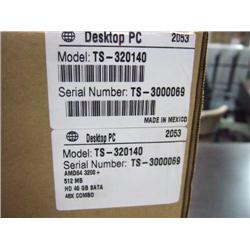 Desktop PC 2053
Model: TS-320140
Serial Number: TS-3000069
MADE IN MEXICO
Desktop PC 2053
Model: TS-320140
Serial Number: TS-3000069
AMD64 3200+
512 MB
HD 40 GB SATA
48X COMBO